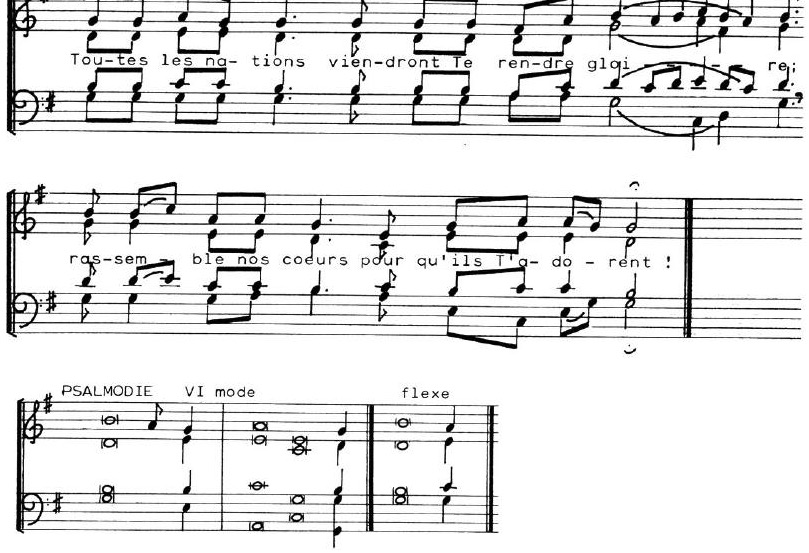 Tou-tes les na- tions vien-dront Te ren-dre gloi - - - - re;
ras-sem - ble nos coeurs pour qu'ils T'a- do - rent !
PSALMODIE VI mode flexe